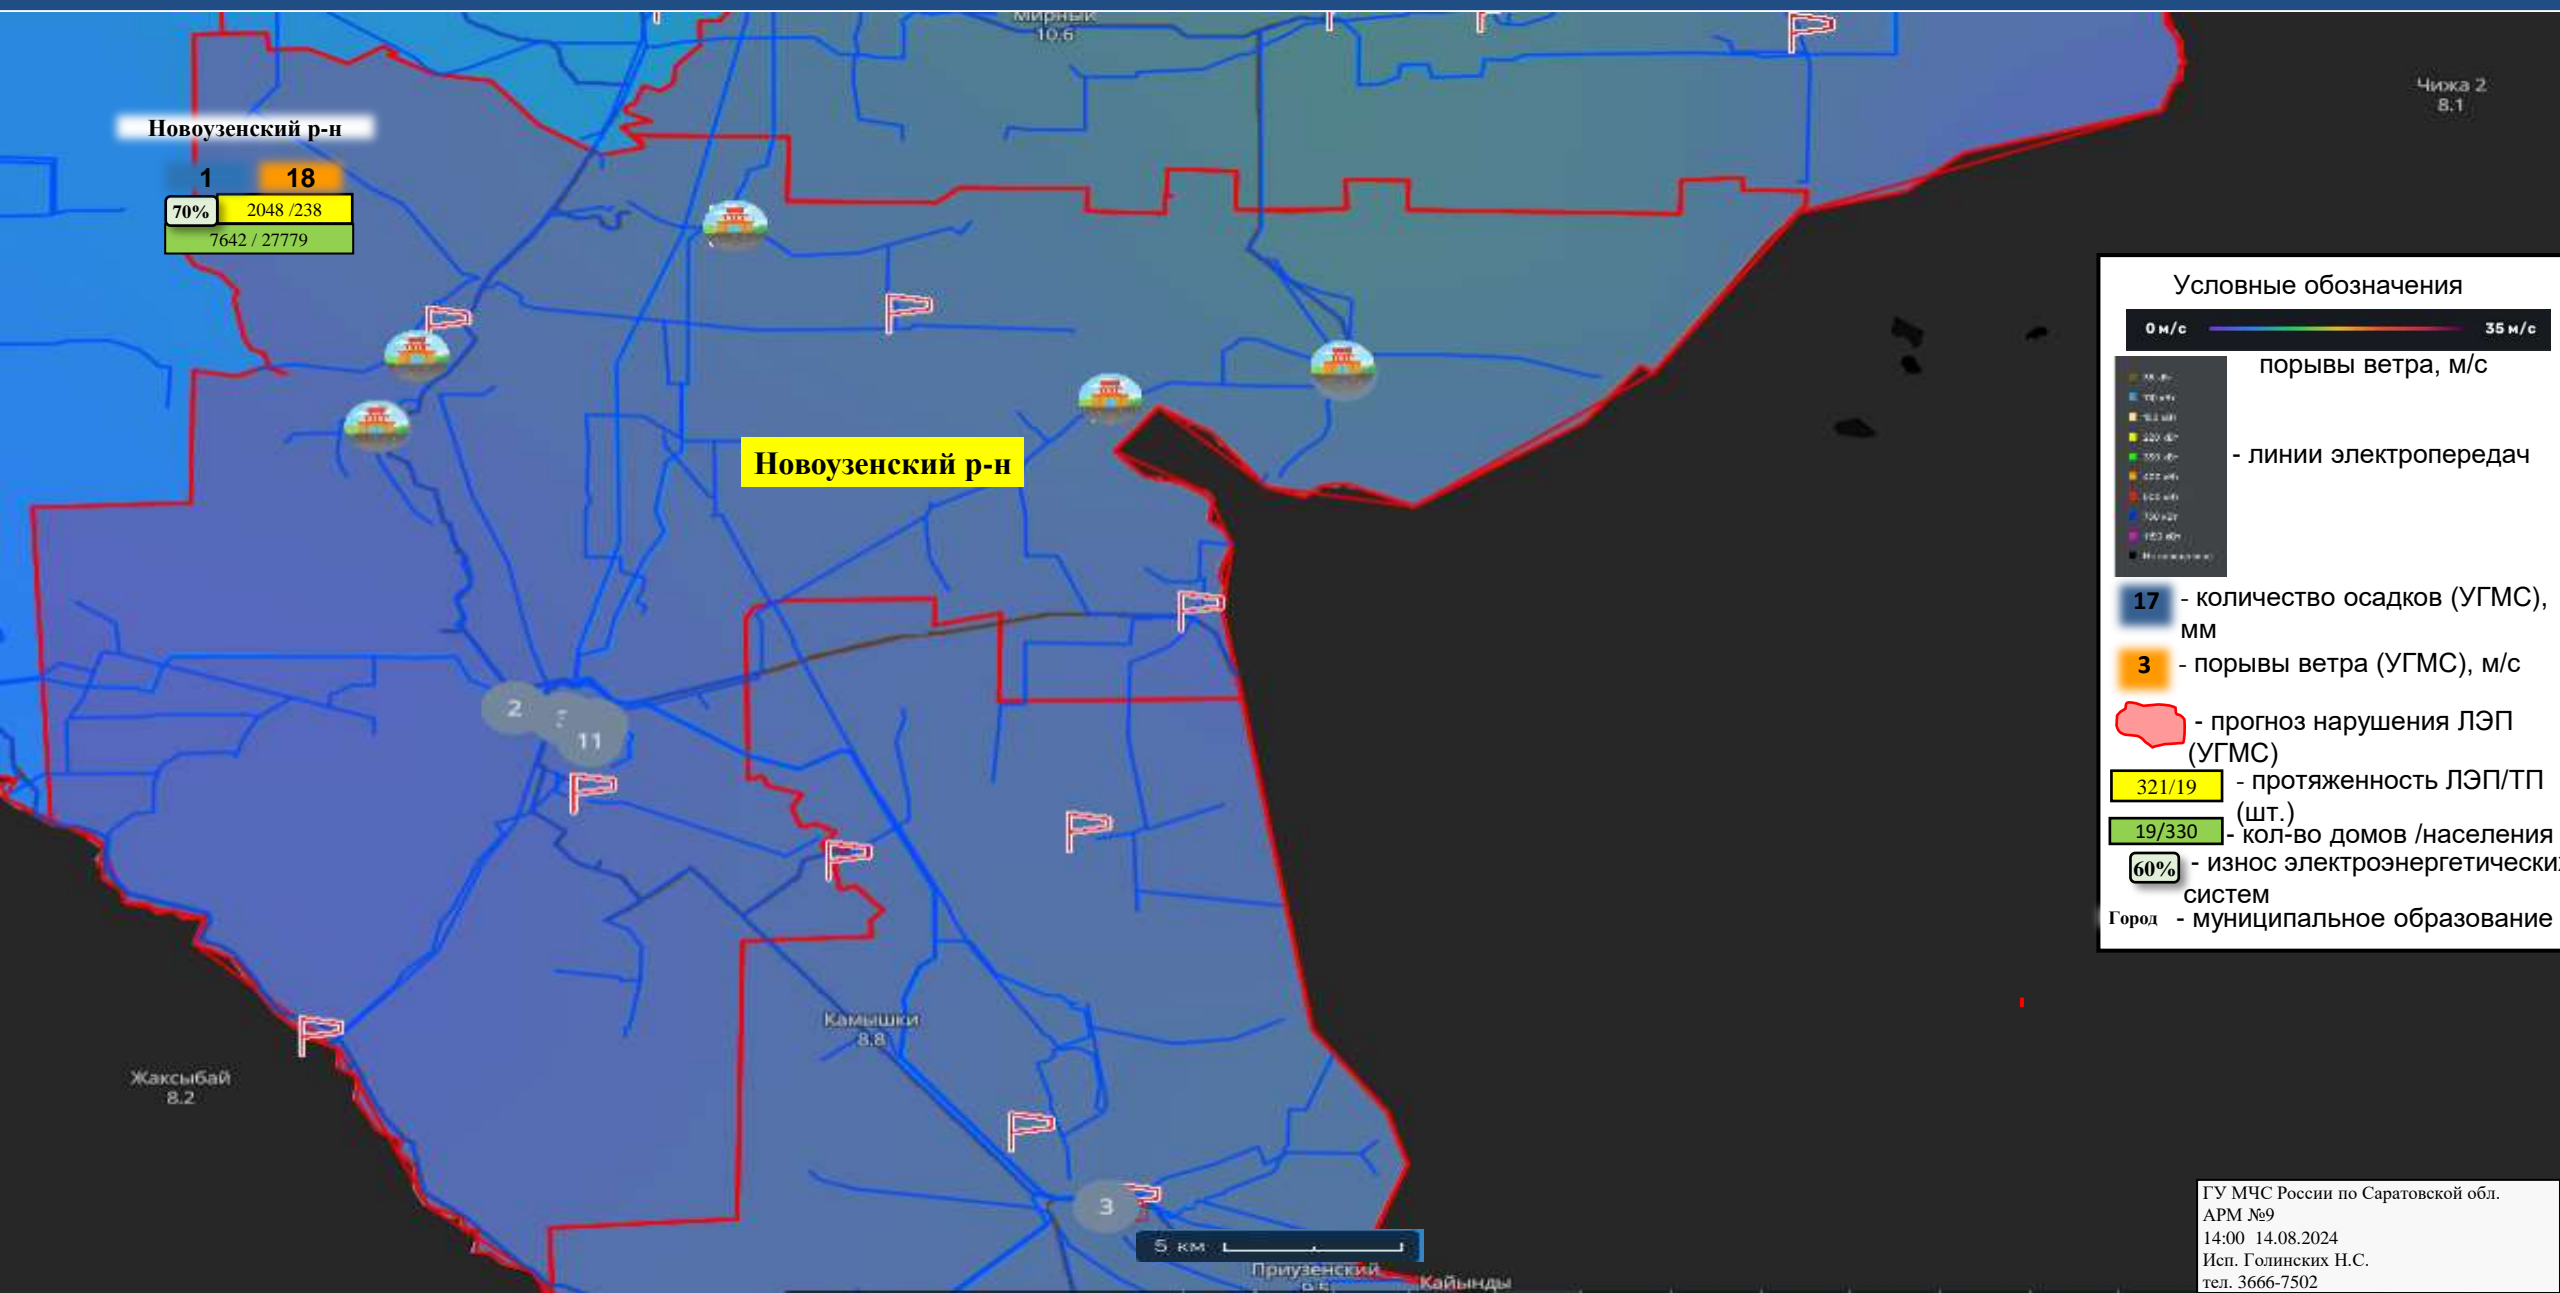 Мирный
10.6
Чижа 2
8.1
Новоузенский р-н
1
18
70%
2048 /238
7642 / 27779
Новоузенский р-н
2
11
Камышки
8.8
Жаксыбай
8.2
3
5 км
Приузенский
Кайынды
Условные обозначения
0 м/с
35 м/с
порывы ветра, м/с
- линии электропередач
17 - количество осадков (УГМС),
мм
3 - порывы ветра (УГМС), м/с
- прогноз нарушения ЛЭП
(УГМС)
321/19 - протяженность ЛЭП/ТП
(шт.)
19/330 - кол-во домов /населения
60% - износ электроэнергетических
систем
Город - муниципальное образование
ГУ МЧС России по Саратовской обл.
АРМ №9
14:00 14.08.2024
Исп. Голинских Н.С.
тел. 3666-7502